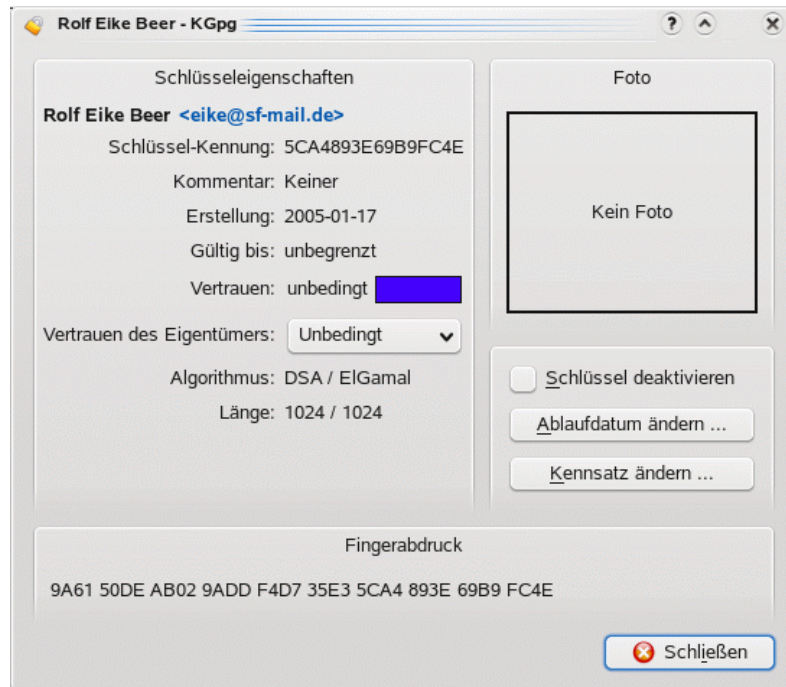 Rolf Eike Beer - KGpg
Schlüsseleigenschaften
Rolf Eike Beer <eike@sf-mail.de>
Schlüssel-Kennung: 5CA4893E69B9FC4E
Kommentar: Keiner
Erstellung: 2005-01-17
Gültig bis: unbegrenzt
Vertrauen: unbedingt
Vertrauen des Eigentümers: Unbedingt
Algorithmus: DSA / ElGamal
Länge: 1024 / 1024
Foto
Kein Foto
Schlüssel deaktivieren
Ablaufdatum ändern ...
Kennsatz ändern ...
Fingerabdruck
9A61 50DE AB02 9ADD F4D7 35E3 5CA4 893E 69B9 FC4E
Schließen